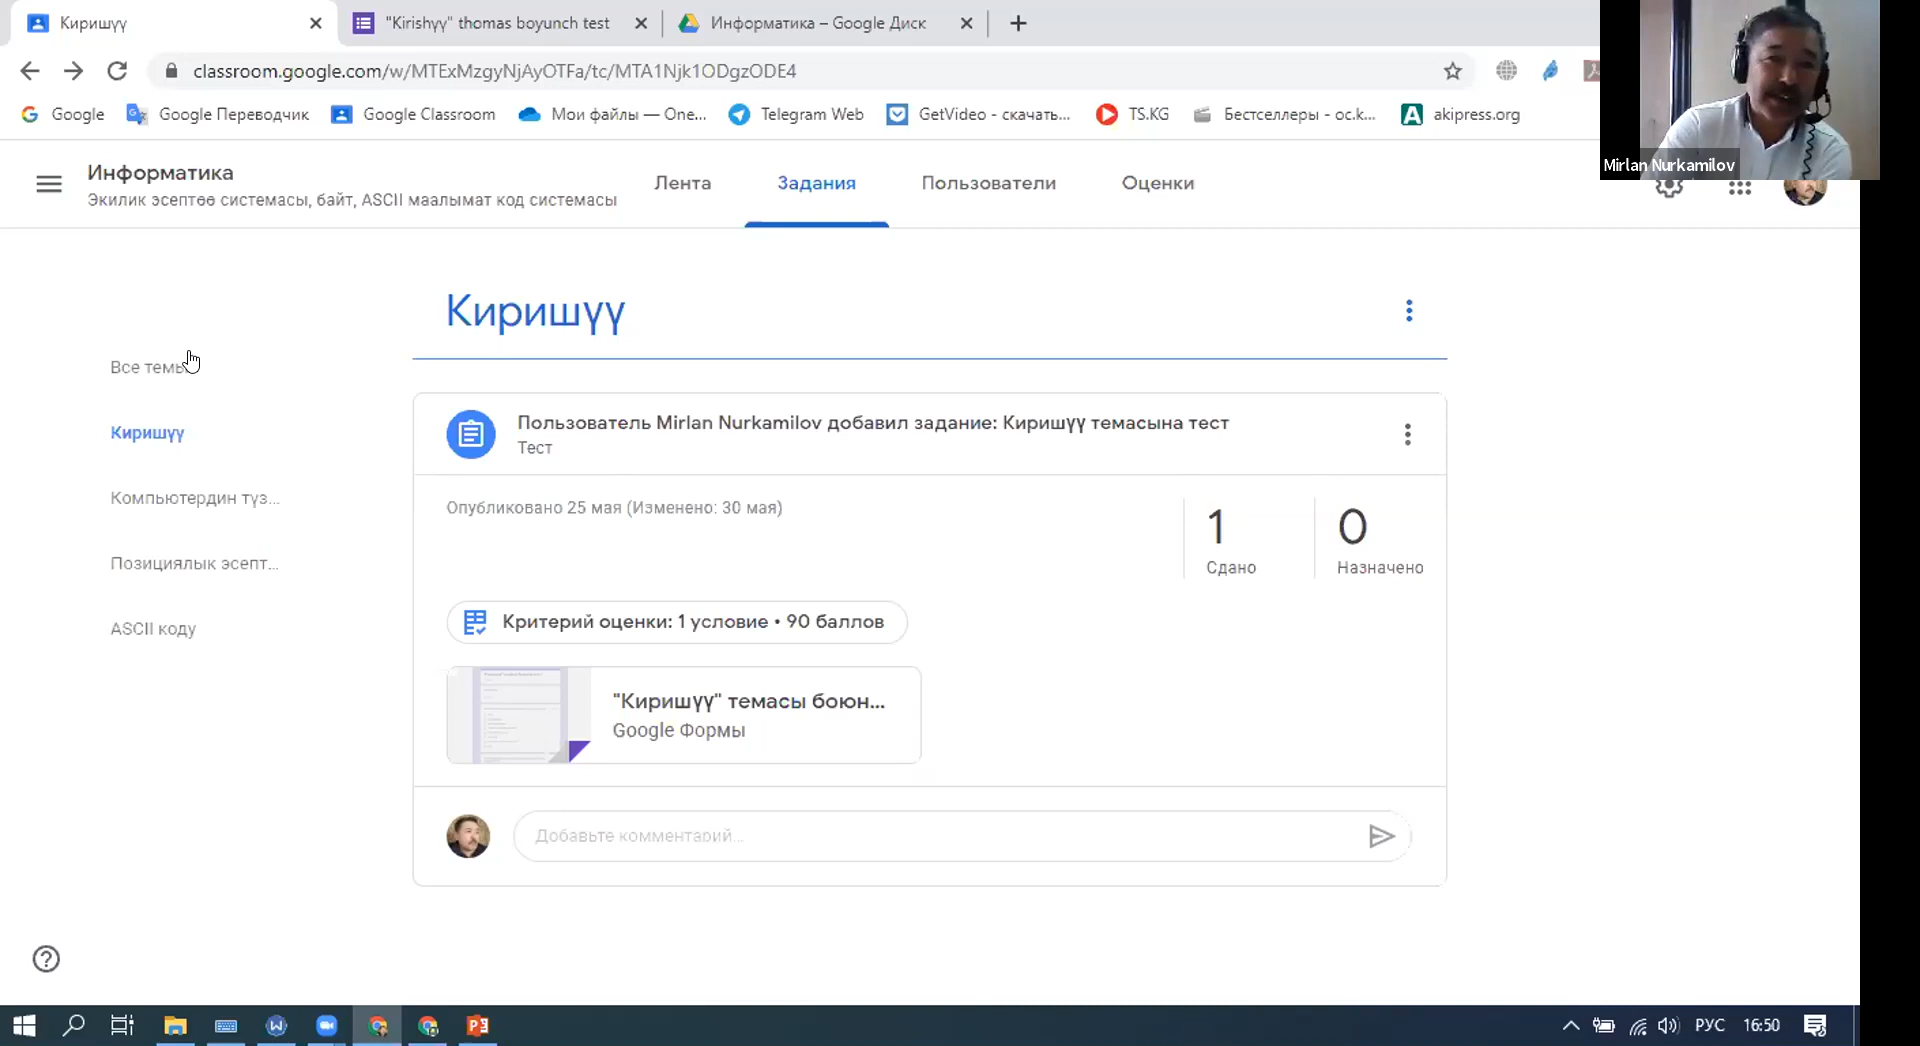 Киришүү
"Kirishүү" thomas boyunch test
Информатика – Google Диск
classroom.google.com/w/MTExMzgyNjAyOTFa/tc/MTA1Njk1ODgzODE4
Google
Google Переводчик
Google Classroom
Мои файлы — One...
Telegram Web
GetVideo - скачать...
TS.KG
Бестселлеры - oc.k...
akipress.org
Mirlan Nurkamilov
Информатика
Экилик эсептөө системасы, байт, ASCII маалымат код системасы
Лента
Задания
Пользователи
Оценки
Киришүү
Все темы
Киришүү
Компьютердин түз...
Позициялык эсепт...
ASCII коду
Пользователь Mirlan Nurkamilov добавил задание: Киришүү темасына тест
Тест
Опубликовано 25 мая (Изменено: 30 мая)
1
Сдано
0
Назначено
Критерий оценки: 1 условие • 90 баллов
"Киришүү" темасы боюн...
Google Формы
Добавьте комментарий...
РУС
16:50